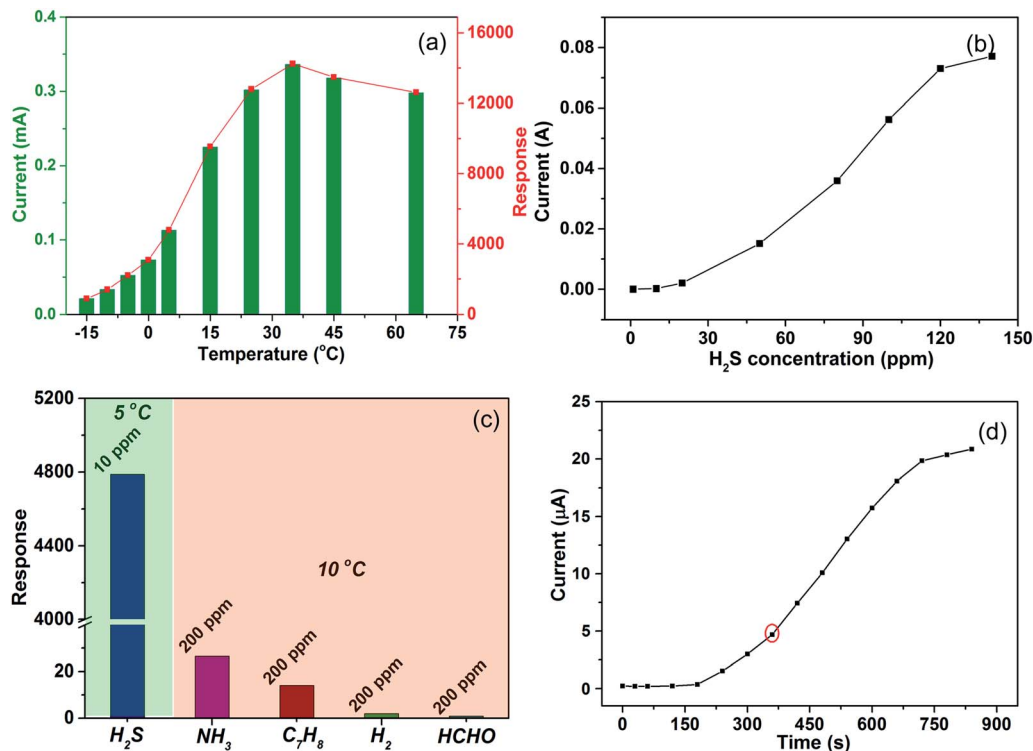 (a)
0.4
0.3
0.2
0.1
0.0
Current (mA)
16000
12000
8000
4000
0
Response
-15 0 15 30 45 60 75
Temperature (°C)
(b)
0.08
0.06
0.04
0.02
0.00
Current (A)
30 60 90 120 150
H₂S concentration (ppm)
(c)
5200
4800
4400
4000
20
0
Response
5 °C
10 ppm
10 °C
200 ppm
200 ppm
200 ppm
200 ppm
H₂S NH₃ C₇H₈ H₂ HCHO
(d)
25
20
15
10
5
0
Current (μA)
0 150 300 450 600 750 900
Time (s)